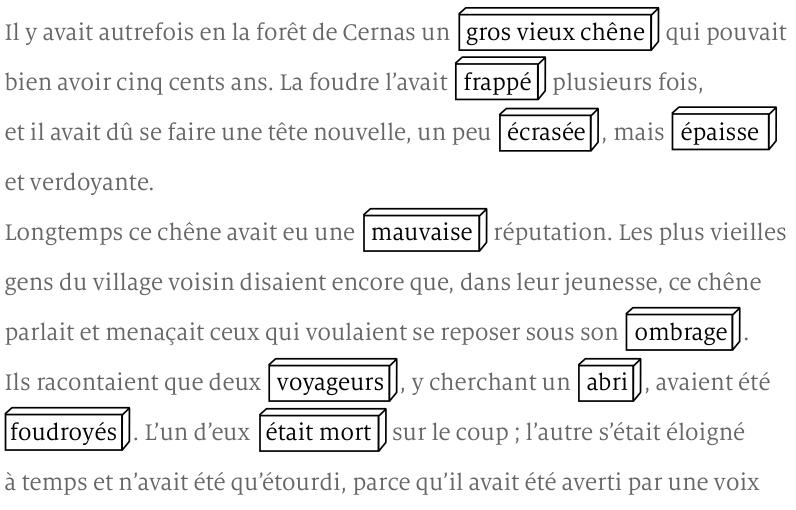 Il y avait autrefois en la forêt de Cernas un gros vieux chêne qui pouvait
bien avoir cinq cents ans. La foudre l’avait frappé plusieurs fois,
et il avait dû se faire une tête nouvelle, un peu écrasée, mais épaisse
et verdoyante.
Longtemps ce chêne avait eu une mauvaise réputation. Les plus vieilles
gens du village voisin disaient encore que, dans leur jeunesse, ce chêne
parlait et menaçait ceux qui voulaient se reposer sous son ombrage.
Ils racontaient que deux voyageurs, y cherchant un abri, avaient été
foudroyés. L’un d’eux était mort sur le coup ; l’autre s’était éloigné
à temps et n’avait été qu’étourdi, parce qu’il avait été averti par une voix